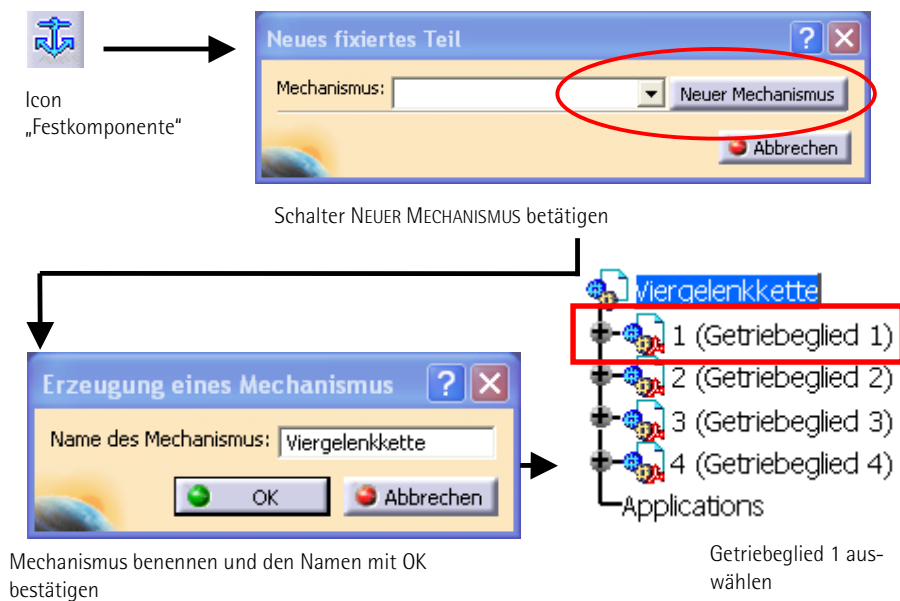 Neues fixiertes Teil
Mechanismus:
Neuer Mechanismus
Abbrechen
Icon
„Festkomponente“
Schalter NEUER MECHANISMUS betätigen
Erzeugung eines Mechanismus
Name des Mechanismus: Viergelenkkette
OK
Abbrechen
Mechanismus benennen und den Namen mit OK
bestätigen
Viergelenkkette
1 (Getriebeglied 1)
2 (Getriebeglied 2)
3 (Getriebeglied 3)
4 (Getriebeglied 4)
Applications
Getriebeglied 1 aus-
wählen